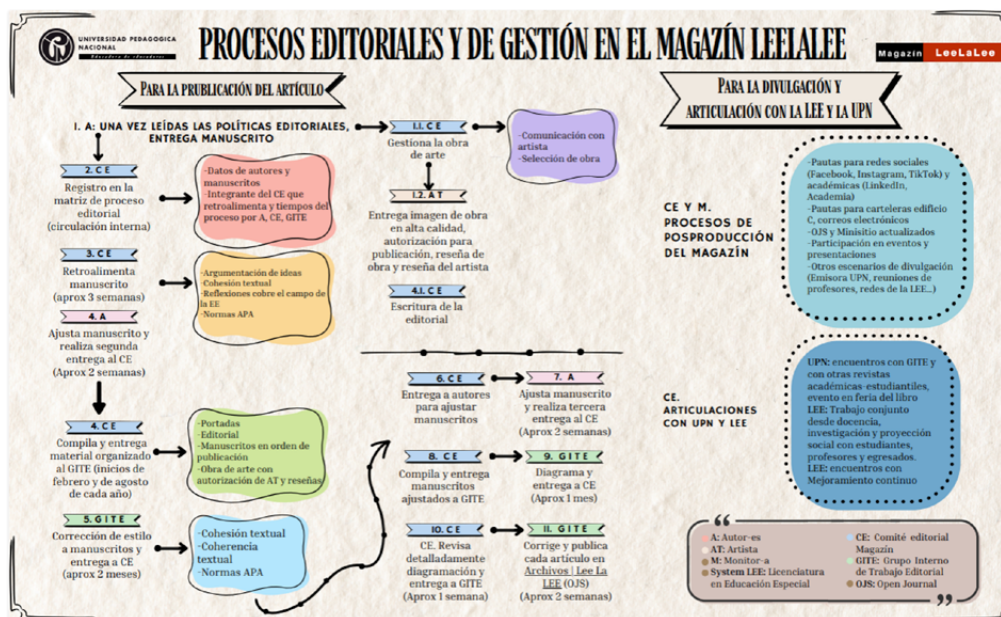 UNIVERSIDAD PEDAGOGICA
NACIONAL
Educadora de educadores
PROCESOS EDITORIALES Y DE GESTIÓN EN EL MAGAZÍN LEELALEE
Magazín LeeLaLee
PARA LA PRUBLICACIÓN DEL ARTÍCULO
1. A: UNA VEZ LEÍDAS LAS POLÍTICAS EDITORIALES,
ENTREGA MANUSCRITO
2. CE
Registro en la
matriz de proceso
editorial
(circulación interna)
-Datos de autores y
manuscritos
-Integrante del CE que
retroalimenta y tiempos del
proceso por A, CE, GITE
3. CE
Retroalimenta
manuscrito
(aprox 3 semanas)
-Argumentación de ideas
-Cohesión textual
-Reflexiones sobre el campo de
la EE
-Normas APA
4. A
Ajusta manuscrito y
realiza segunda
entrega al CE
(Aprox 2 semanas)
4. CE
Compila y entrega
material organizado
al GITE (inicios de
febrero y de agosto
de cada año)
-Portadas
-Editorial
-Manuscritos en orden de
publicación
-Obra de arte con
autorización de AT y reseñas
5. GITE
Corrección de estilo
a manuscritos y
entrega a CE
(aprox 2 meses)
-Cohesión textual
-Coherencia
textual
-Normas APA
1.1. CE
Gestiona la obra
de arte
-Comunicación con
artista
-Selección de obra
1.2. AT
Entrega imagen de obra
en alta calidad,
autorización para
publicación, reseña de
obra y reseña del artista
4.1. CE
Escritura de la
editorial
6. CE
Entrega a autores
para ajustar
manuscritos
7. A
Ajusta manuscrito y
realiza tercera
entrega al CE
(Aprox 2 semanas)
8. CE
Compila y entrega
manuscritos
ajustados a GITE
9. GITE
Diagrama y
entrega a CE
(Aprox 1 mes)
10. CE
CE. Revisa
detalladamente
diagramación y
entrega a GITE
(Aprox 1 semana)
11. GITE
Corrige y publica
cada artículo en
Archivos | Lee La
LEE (OJS)
(Aprox 2 semanas)
PARA LA DIVULGACIÓN Y
ARTICULACIÓN CON LA LEE Y LA UPN
CE Y M.
PROCESOS DE
POSPRODUCCIÓN
DEL MAGAZÍN
-Pautas para redes sociales
(Facebook, Instagram, TikTok) y
académicas (LinkedIn,
Academia)
-Pautas para carteleras edificio
C, correos electrónicos
-OJS y Minisitio actualizados
-Participación en eventos y
presentaciones
-Otros escenarios de divulgación
(Emisora UPN, reuniones de
profesores, redes de la LEE...)
CE.
ARTICULACIONES
CON UPN Y LEE
UPN: encuentros con GITE y
con otras revistas
académicas-estudiantiles,
evento en feria del libro
LEE: Trabajo conjunto
desde docencia,
investigación y proyección
social con estudiantes,
profesores y egresados.
LEE: encuentros con
Mejoramiento continuo
A: Autor-es
AT: Artista
M: Monitor-a
System LEE: Licenciatura
en Educación Especial
CE: Comité editorial
Magazín
GITE: Grupo Interno
de Trabajo Editorial
OJS: Open Journal